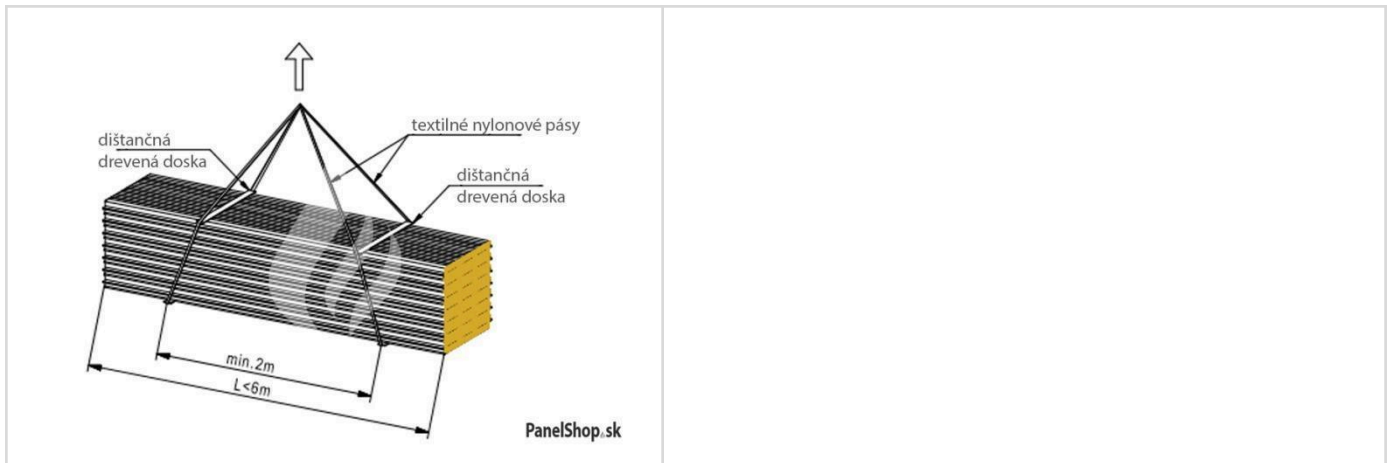 textilné nylonové pásy
dištančná
drevená doska
dištančná
drevená doska
min.2m
L<6m
PanelShop.sk